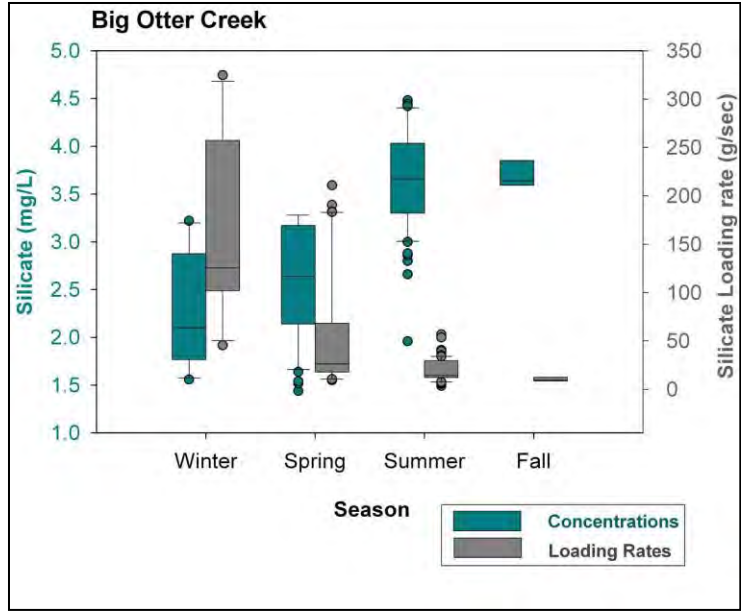 Big Otter Creek
Silicate (mg/L)
5.0
4.5
4.0
3.5
3.0
2.5
2.0
1.5
1.0
350
300
250
200
150
100
50
0
Silicate Loading rate (g/sec)
Winter Spring Summer Fall
Season
Concentrations
Loading Rates